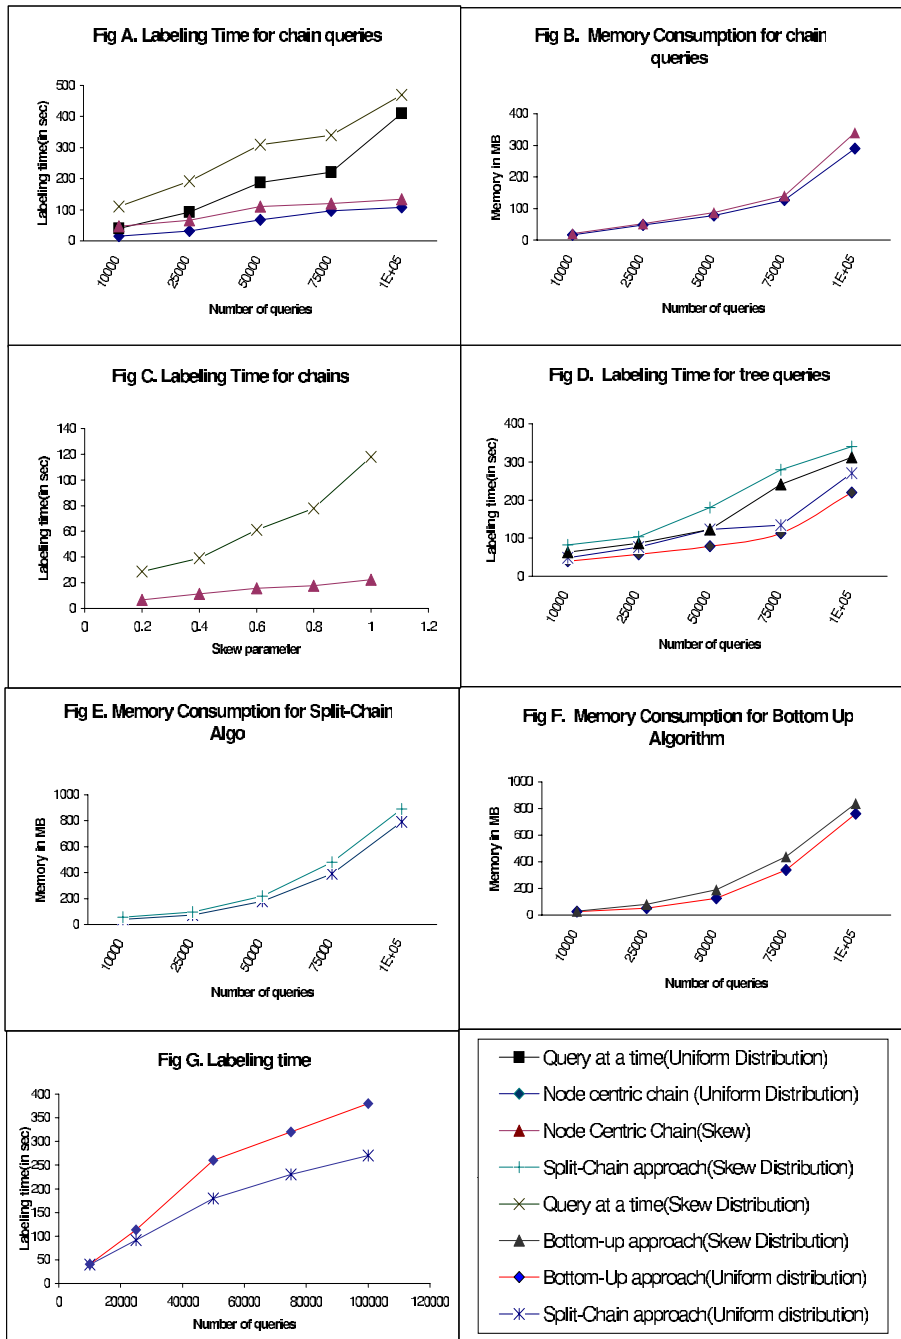 Fig A. Labeling Time for chain queries
Labeling time(in sec)
500
400
300
200
100
0
10000
25000
50000
75000
1E+05
Number of queries
Fig B. Memory Consumption for chain
queries
Memory in MB
400
300
200
100
0
10000
25000
50000
75000
1E+05
Number of queries
Fig C. Labeling Time for chains
Labeling time(in sec)
140
120
100
80
60
40
20
0
0
0.2
0.4
0.6
0.8
1
1.2
Skew parameter
Fig D. Labeling Time for tree queries
Labeling time(in sec)
400
300
200
100
0
10000
25000
50000
75000
1E+05
Number of queries
Fig E. Memory Consumption for Split-Chain
Algo
Memory in MB
1000
800
600
400
200
0
10000
25000
50000
75000
1E+05
Number of queries
Fig F. Memory Consumption for Bottom Up
Algorithm
Memory in MB
1000
800
600
400
200
0
10000
25000
50000
75000
1E+05
Number of queries
Fig G. Labeling time
Labeling time(in sec)
400
350
300
250
200
150
100
50
0
0
20000
40000
60000
80000
100000
120000
Number of queries
Query at a time(Uniform Distribution)
Node centric chain (Uniform Distribution)
Node Centric Chain(Skew)
Split-Chain approach(Skew Distribution)
Query at a time(Skew Distribution)
Bottom-up approach(Skew Distribution)
Bottom-Up approach(Uniform distribution)
Split-Chain approach(Uniform distribution)